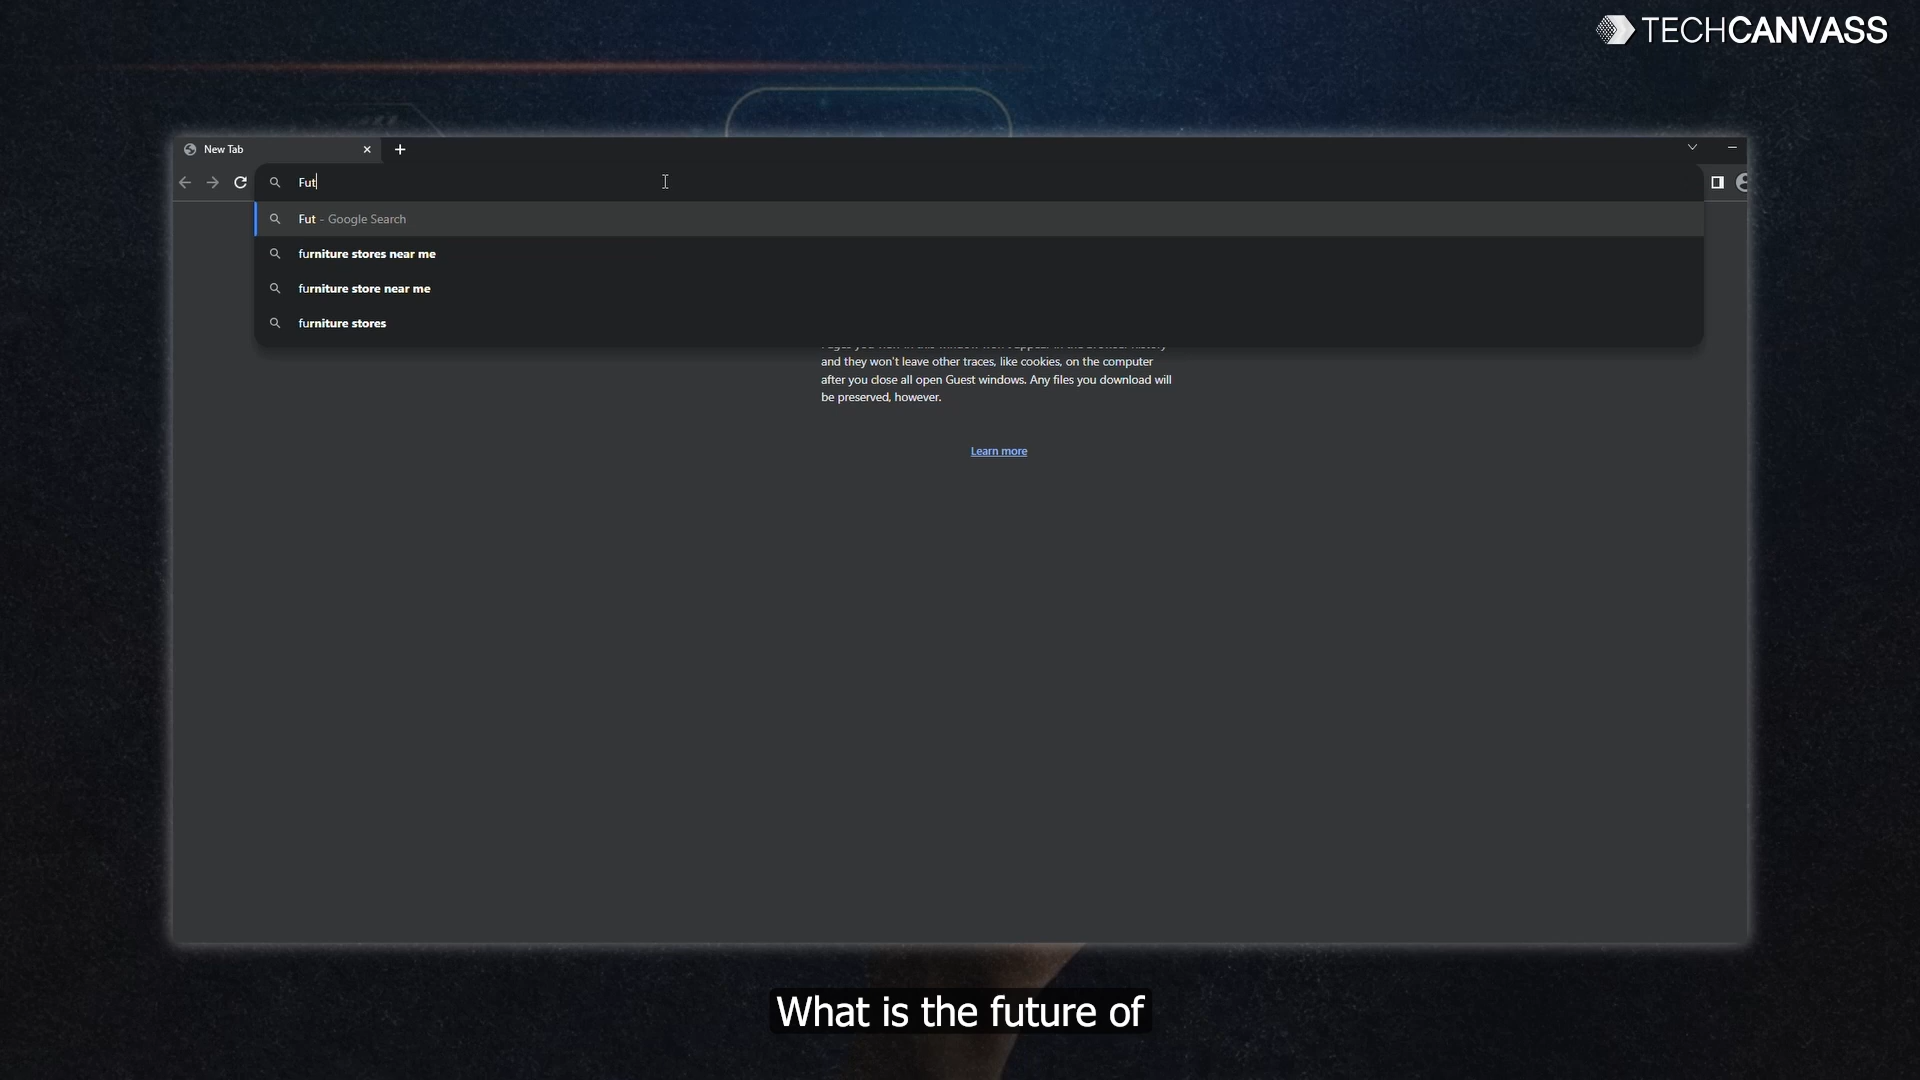 TECHCANVASS
New Tab
Fut
Fut - Google Search
furniture stores near me
furniture store near me
furniture stores
and they won't leave other traces, like cookies, on the computer
after you close all open Guest windows. Any files you download will
be preserved, however.
Learn more
What is the future of